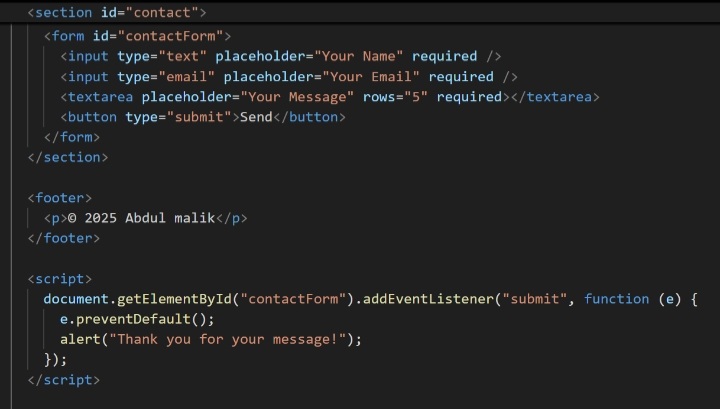 <section id="contact">
<form id="contactForm">
<input type="text" placeholder="Your Name" required />
<input type="email" placeholder="Your Email" required />
<textarea placeholder="Your Message" rows="5" required></textarea>
<button type="submit">Send</button>
</form>
</section>
<footer>
<p>© 2025 Abdul malik</p>
</footer>
<script>
document.getElementById("contactForm").addEventListener("submit", function (e) {
e.preventDefault();
alert("Thank you for your message!");
});
</script>